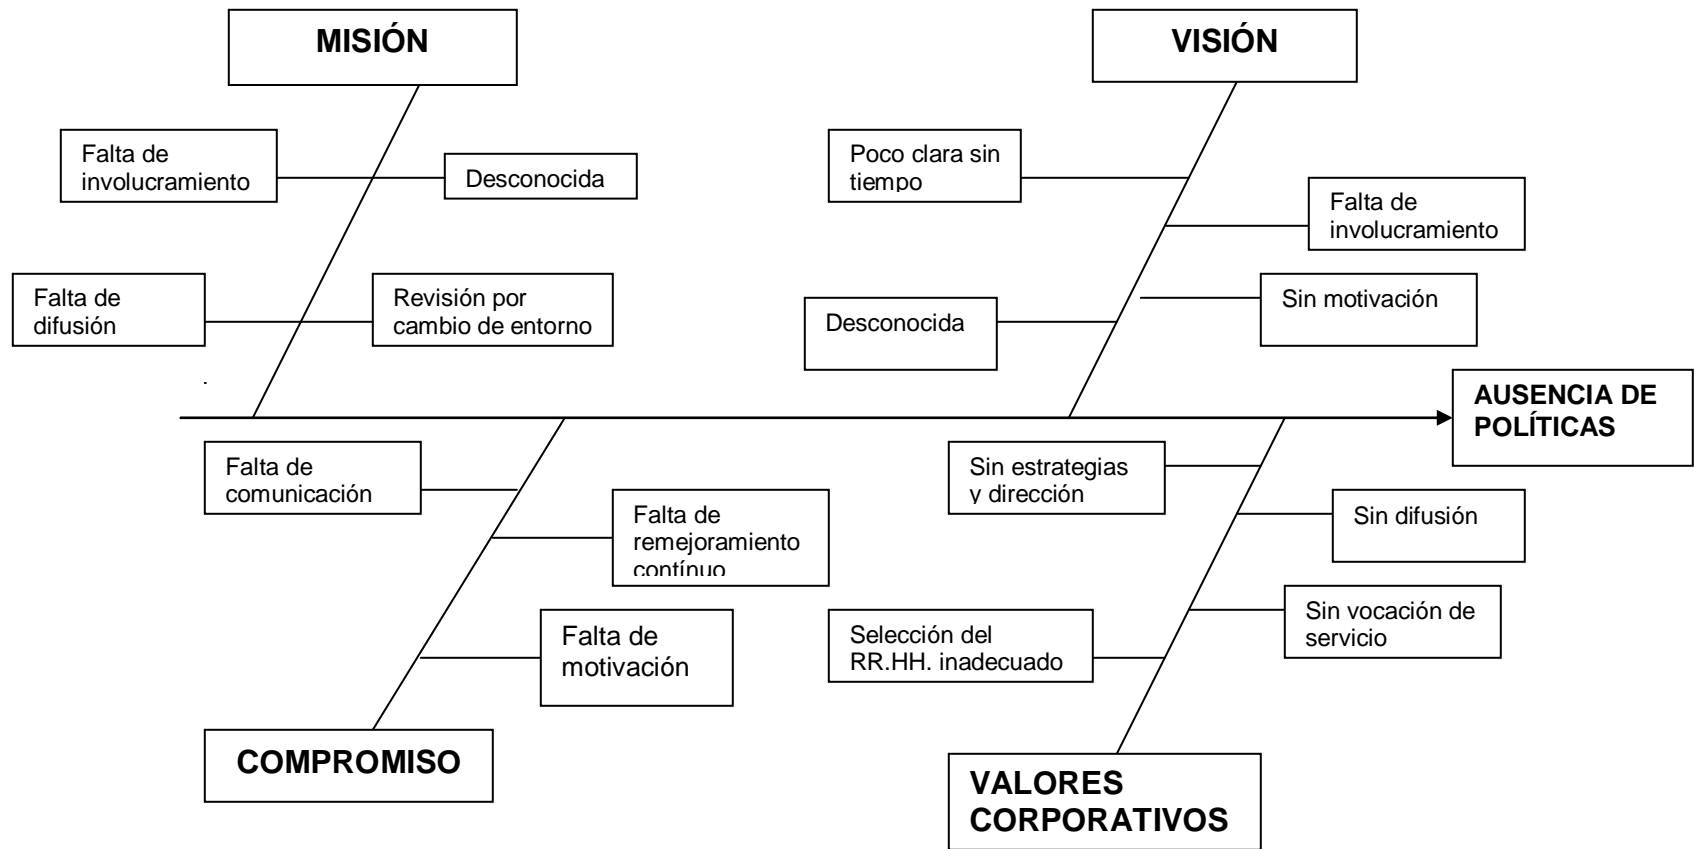 MISIÓN
VISIÓN
Falta de
involucramiento
Desconocida
Poco clara sin
tiempo
Falta de
involucramiento
Falta de
difusión
Revisión por
cambio de entorno
Desconocida
Sin motivación
AUSENCIA DE
POLÍTICAS
Falta de
comunicación
Sin estrategias
y dirección
Falta de
remejoramiento
contínuo
Sin difusión
Falta de
motivación
Selección del
RR.HH. inadecuado
Sin vocación de
servicio
COMPROMISO
VALORES
CORPORATIVOS